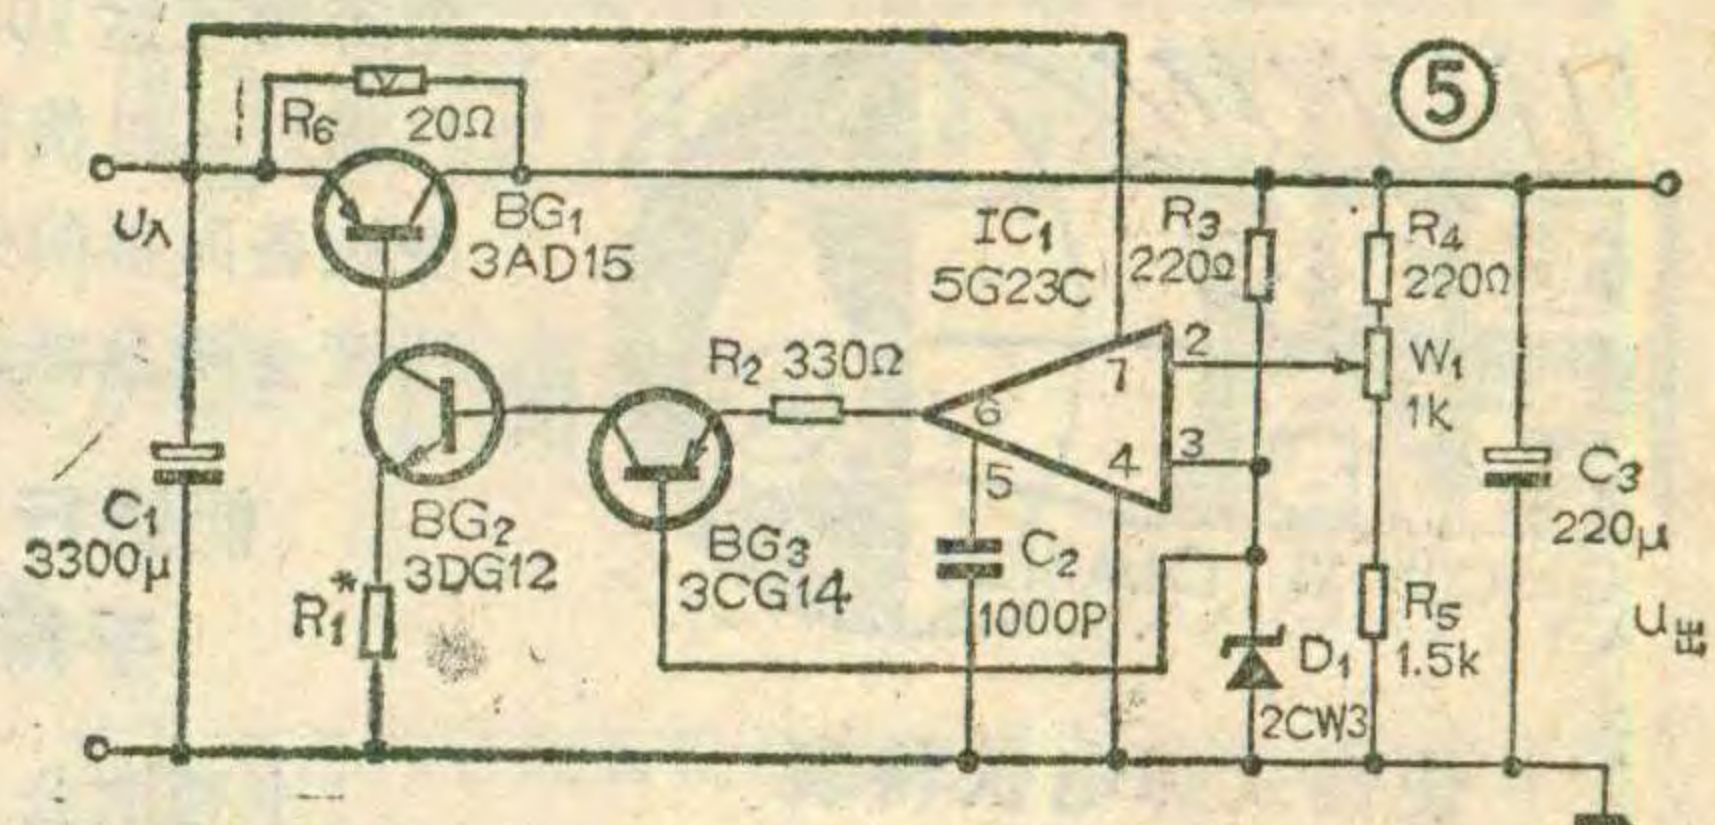 ⑤
R6 20Ω
U入
BG1
3AD15
IC1
5G23C
R3
220Ω
R4
220Ω
R2 330Ω
7
2
W1
1k
6
3
4
5
C1
3300μ
BG2
3DG12
BG3
3CG14
C2
1000P
C3
220μ
R1*
D1
2CW3
R5
1.5k
U出